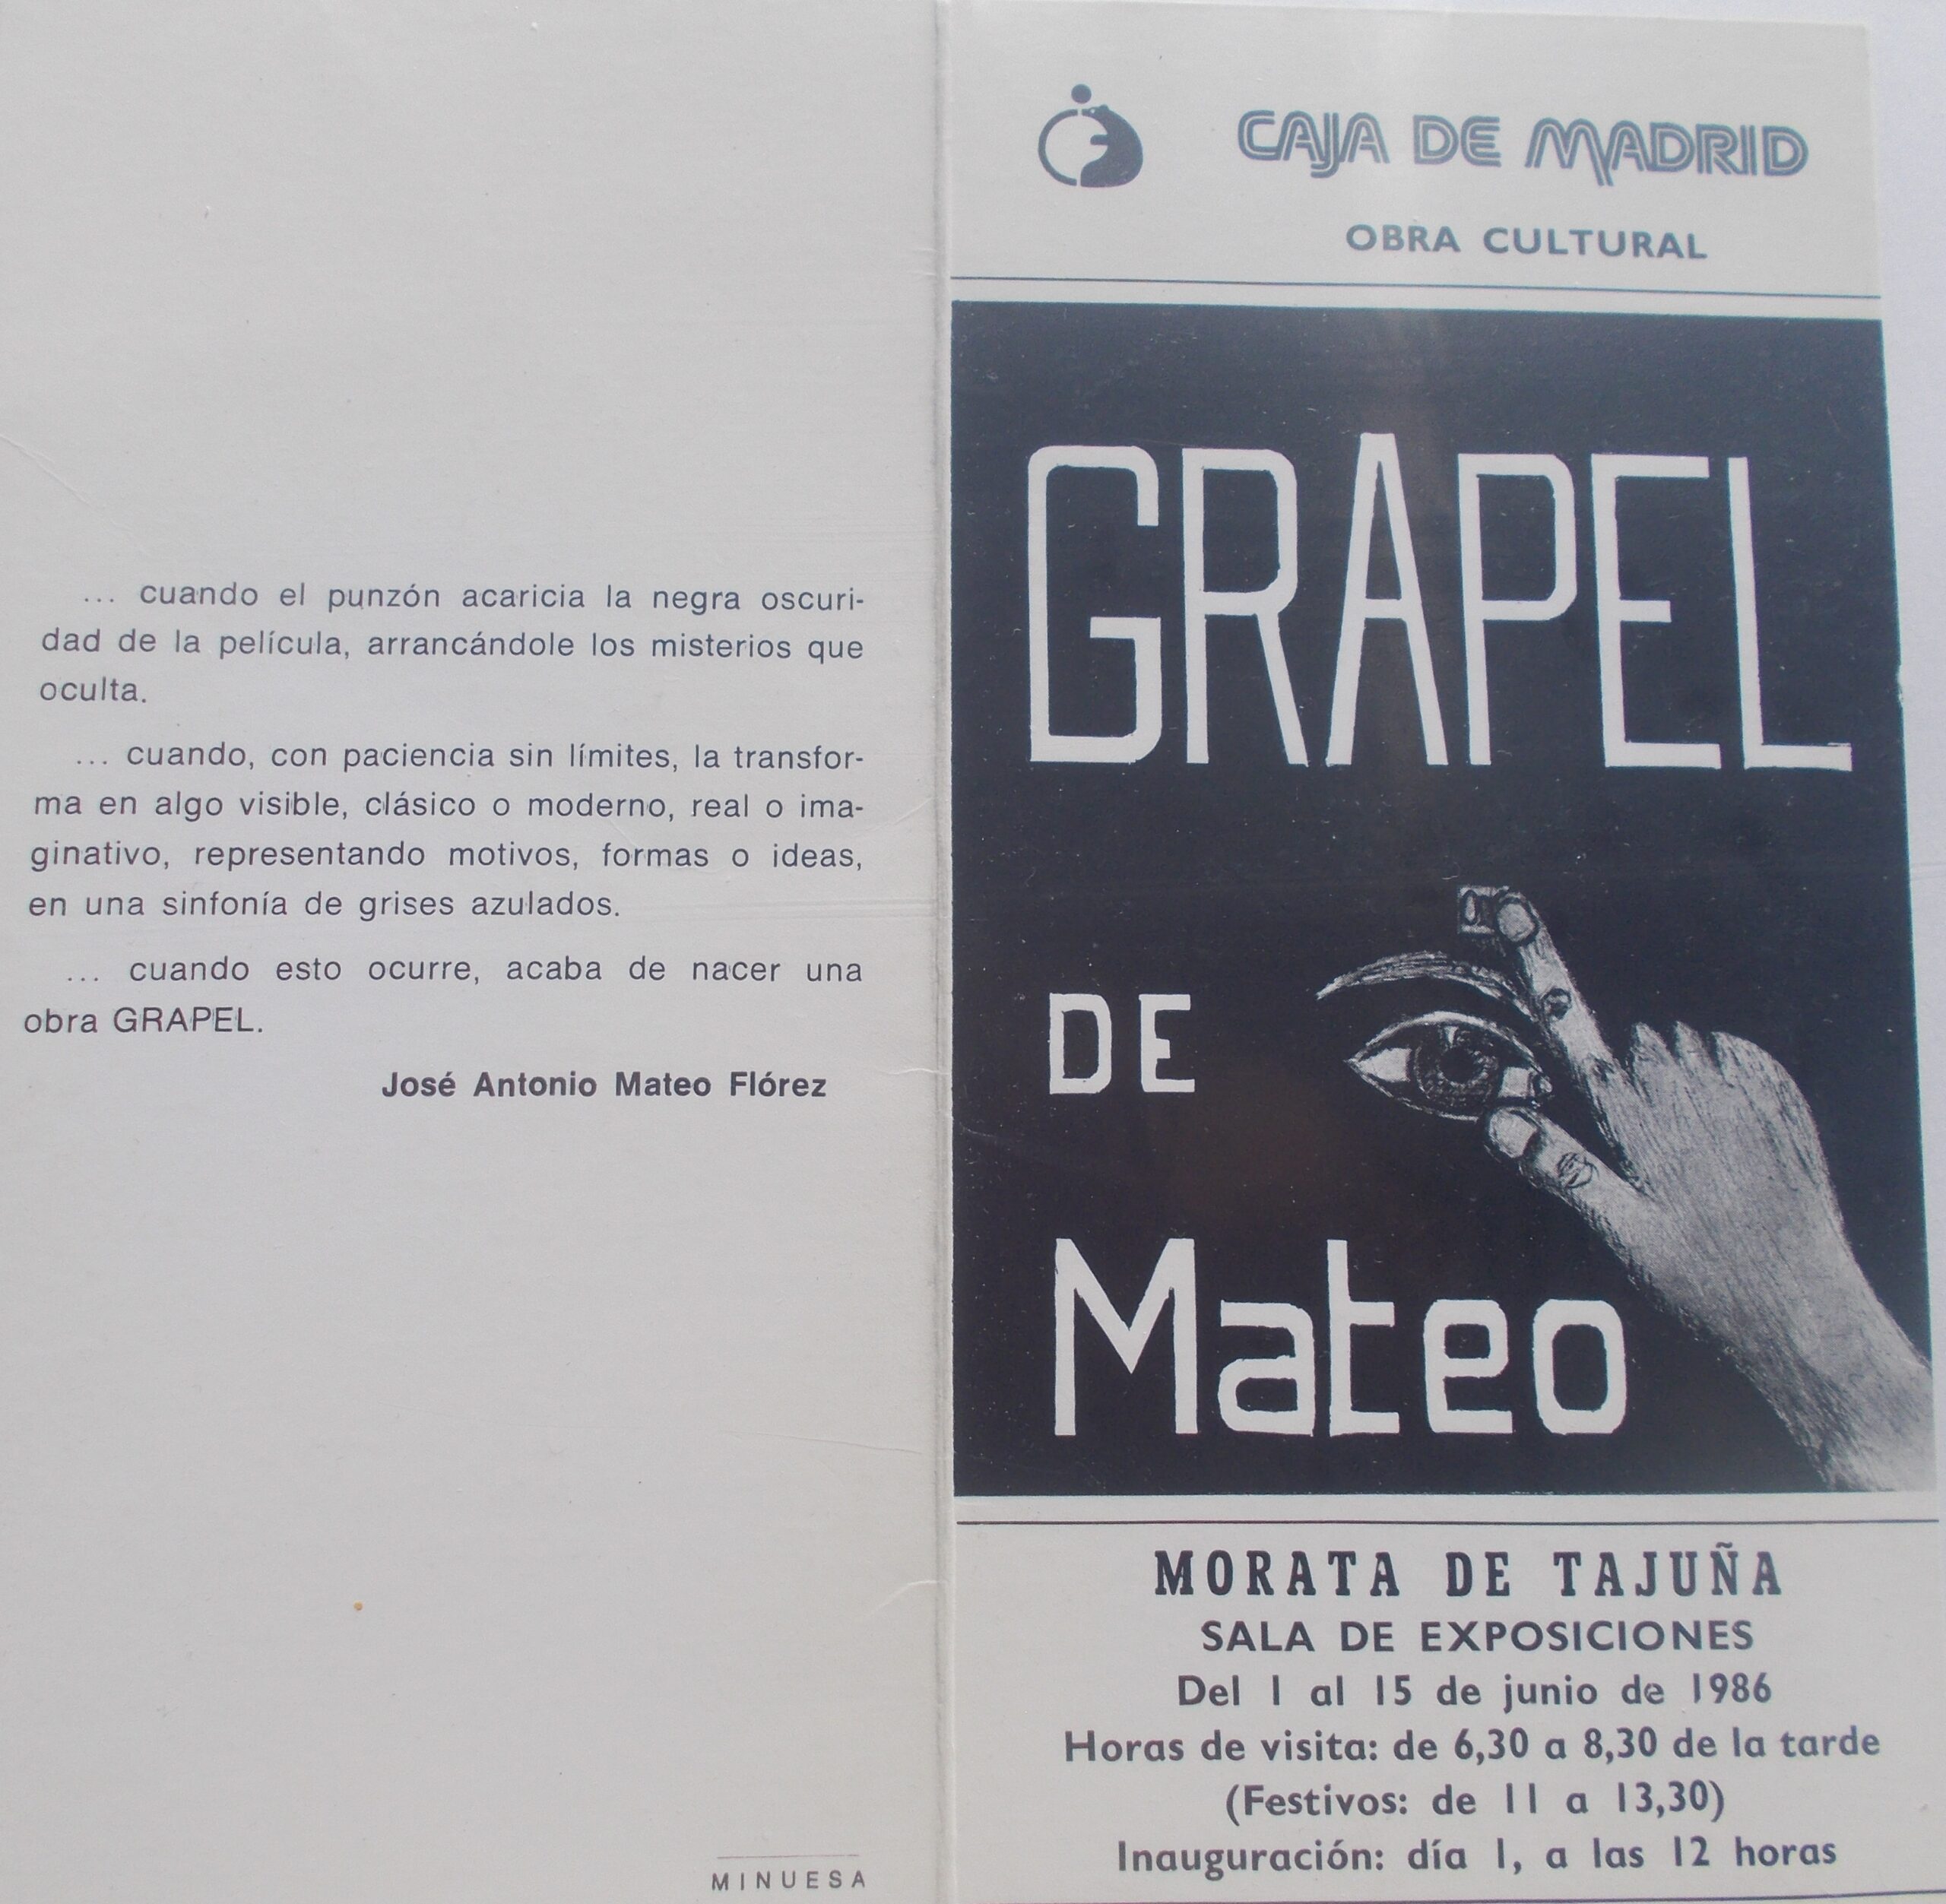 ... cuando el punzón acaricia la negra oscuri-
dad de la película, arrancándole los misterios que
oculta.
... cuando, con paciencia sin límites, la transfor-
ma en algo visible, clásico o moderno, real o ima-
ginativo, representando motivos, formas o ideas,
en una sinfonía de grises azulados.
... cuando esto ocurre, acaba de nacer una
obra GRAPEL.
José Antonio Mateo Flórez
MINUESA
CAJA DE MADRID
OBRA CULTURAL
GRAPEL
DE
Mateo
MORATA DE TAJUÑA
SALA DE EXPOSICIONES
Del 1 al 15 de junio de 1986
Horas de visita: de 6,30 a 8,30 de la tarde
(Festivos: de 11 a 13,30)
Inauguración: día 1, a las 12 horas